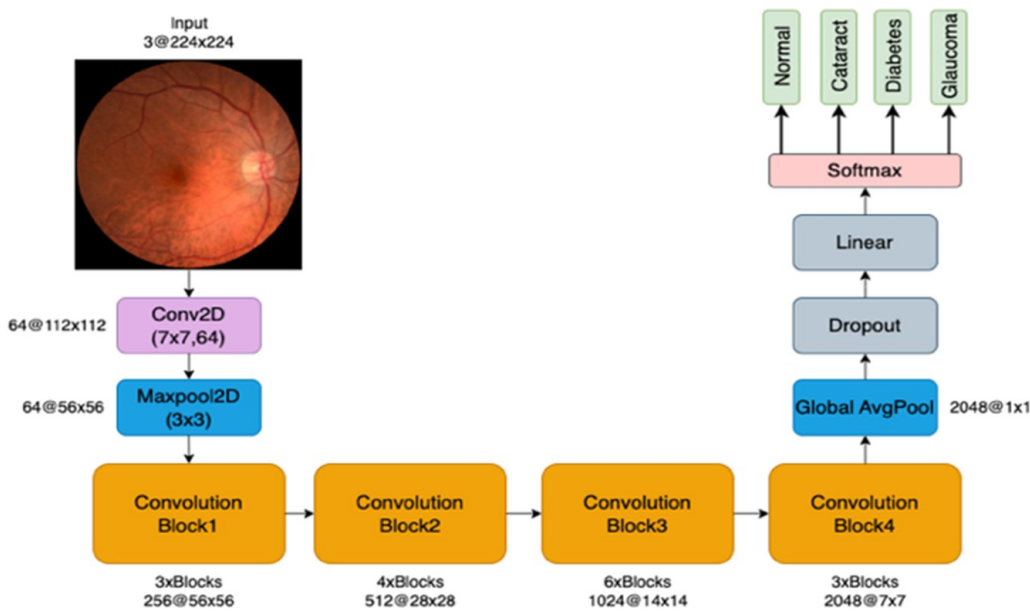 Input
3@224x224
64@112x112
Conv2D
(7x7,64)
64@56x56
Maxpool2D
(3x3)
Convolution
Block1
3xBlocks
256@56x56
Convolution
Block2
4xBlocks
512@28x28
Convolution
Block3
6xBlocks
1024@14x14
Convolution
Block4
3xBlocks
2048@7x7
Global AvgPool
2048@1x1
Dropout
Linear
Softmax
Normal
Cataract
Diabetes
Glaucoma